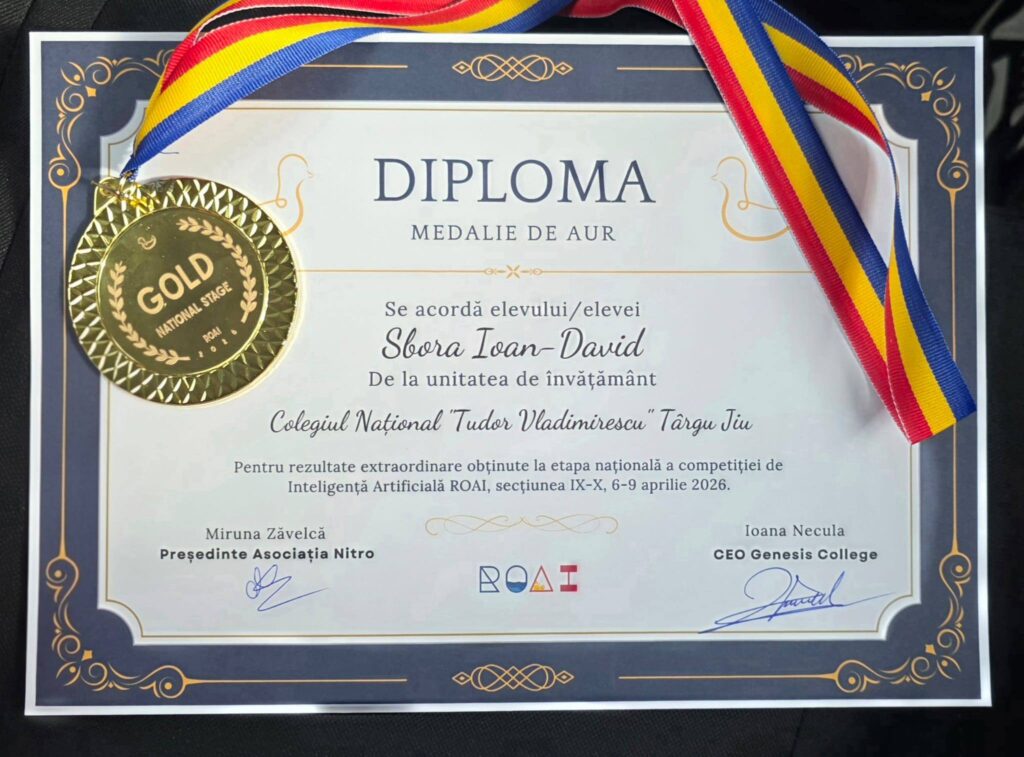 DIPLOMA
MEDALIE DE AUR
GOLD
NATIONAL STAGE
ROAI
2026
Se acordă elevului/elevei
Sbora Ioan-David
De la unitatea de învățământ
Colegiul Național "Tudor Vladimirescu" Târgu Jiu
Pentru rezultate extraordinare obținute la etapa națională a competiției de
Inteligență Artificială ROAI, secțiunea IX-X, 6-9 aprilie 2026.
Miruna Zăvelcă
Președinte Asociația Nitro
Ioana Necula
CEO Genesis College
ROAI